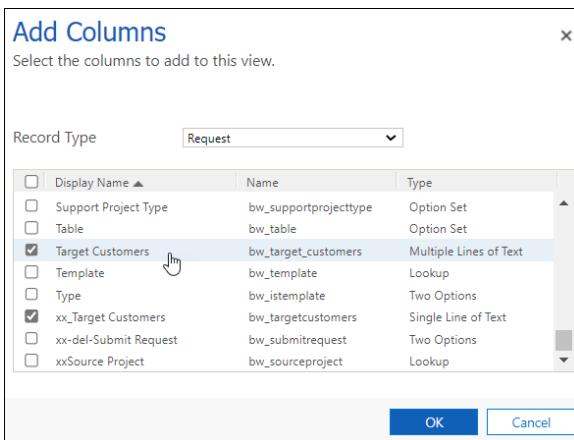 Add Columns
Select the columns to add to this view.
Record Type Request
Display Name Name Type
Support Project Type bw_supportprojecttype Option Set
Table bw_table Option Set
Target Customers bw_target_customers Multiple Lines of Text
Template bw_template Lookup
Type bw_istemplate Two Options
xx_Target Customers bw_targetcustomers Single Line of Text
xx-del-Submit Request bw_submitrequest Two Options
xxSource Project bw_sourceproject Lookup
OK Cancel